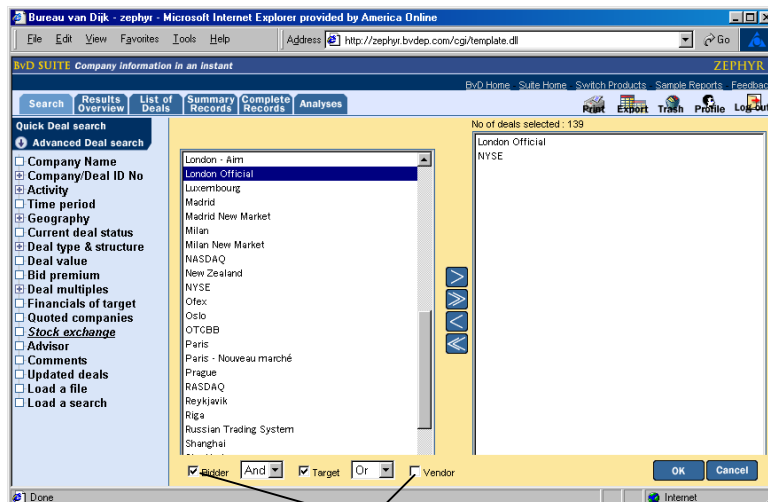 Bureau van Dijk - zephyr - Microsoft Internet Explorer provided by America Online
File Edit View Favorites Tools Help Address http://zephyr.bvdep.com/cgi/template.dll Go
BvD SUITE Company information in an instant ZEPHYR
BvD Home Suite Home Switch Products Sample Reports Feedbac
Search Results Overview List of Deals Summary Records Complete Records Analyses Print Export Trash Profile Log Out
Quick Deal search
Advanced Deal search
Company Name
Company/Deal ID No
Activity
Time period
Geography
Current deal status
Deal type & structure
Deal value
Bid premium
Deal multiples
Financials of target
Quoted companies
Stock exchange
Advisor
Comments
Updated deals
Load a file
Load a search
London - Aim
London Official
Luxembourg
Madrid
Madrid New Market
Milan
Milan New Market
NASDAQ
New Zealand
NYSE
Ofex
Oslo
OTCBB
Paris
Paris - Nouveau marché
Prague
RASDAQ
Reykjavik
Riga
Russian Trading System
Shanghai
>
≫
<
≪
No of deals selected : 139
London Official
NYSE
Bidder And Target Or Vendor
OK Cancel
Done Internet